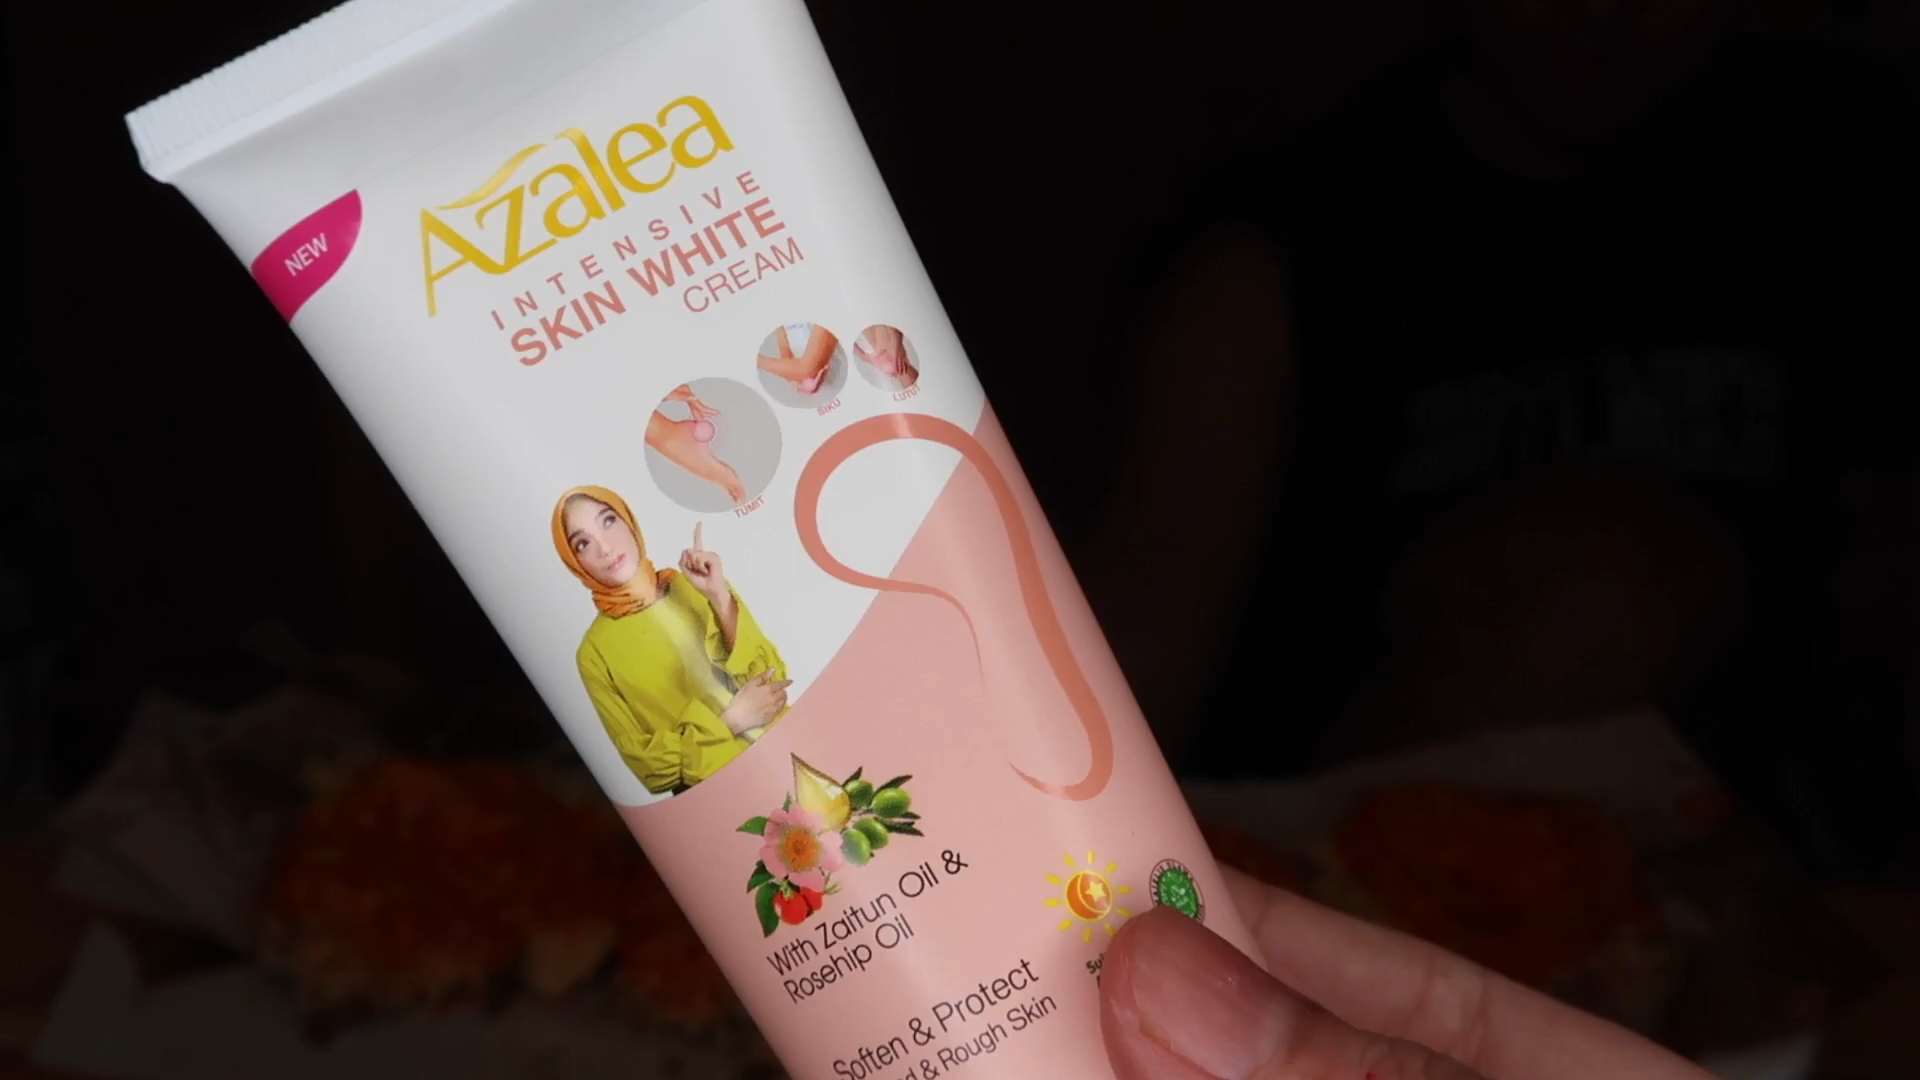 NEW
Azalea
INTENSIVE
SKIN WHITE
CREAM
SIKU
LUTUT
TUMIT
With Zaitun Oil &
Rosehip Oil
Soften & Protect
& Rough Skin